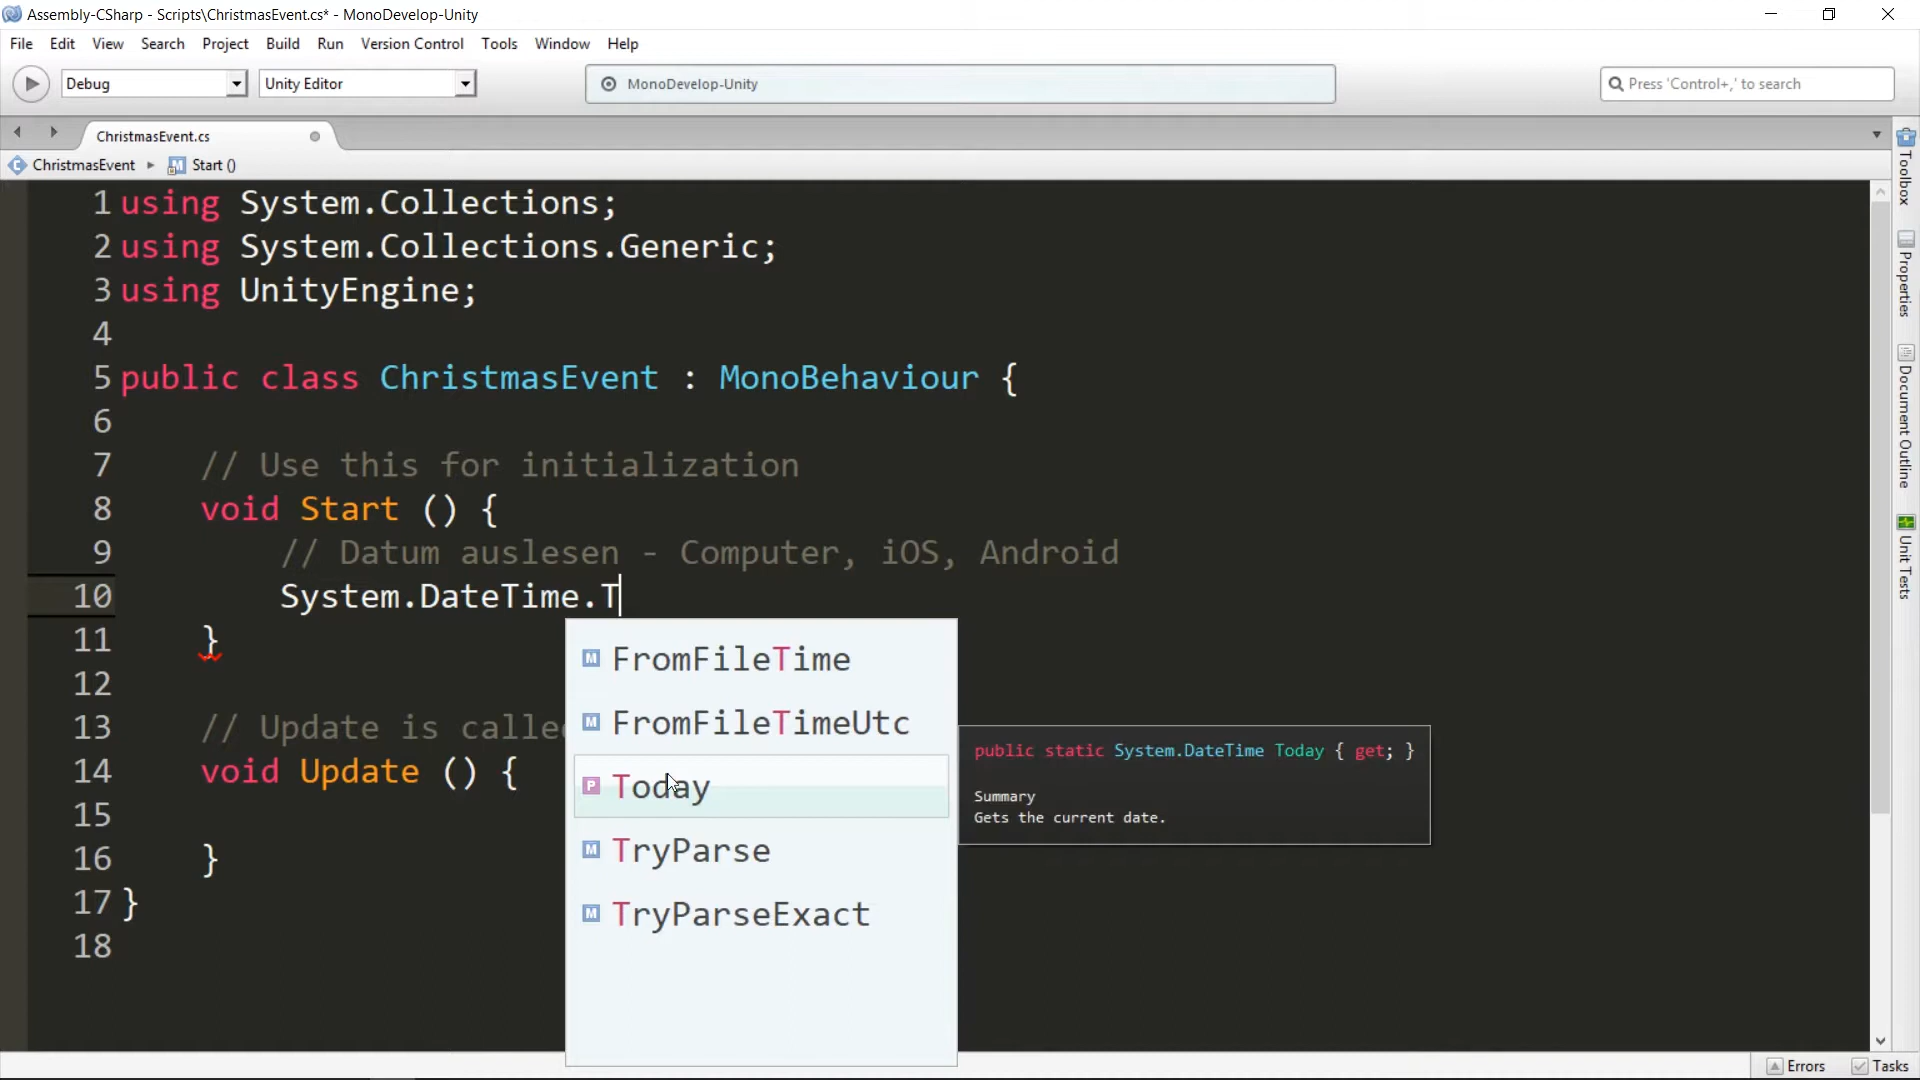 Assembly-CSharp - Scripts\ChristmasEvent.cs* - MonoDevelop-Unity
File Edit View Search Project Build Run Version Control Tools Window Help
Debug Unity Editor MonoDevelop-Unity Press 'Control+,' to search
ChristmasEvent.cs
ChristmasEvent Start ()
1 using System.Collections;
2 using System.Collections.Generic;
3 using UnityEngine;
4
5 public class ChristmasEvent : MonoBehaviour {
6
7 // Use this for initialization
8 void Start () {
9 // Datum auslesen - Computer, iOS, Android
10 System.DateTime.T
11 }
12
13 // Update is calle
14 void Update () {
15
16 }
17 }
18
M FromFileTime
M FromFileTimeUtc
P Today
M TryParse
M TryParseExact
public static System.DateTime Today { get; }
Summary
Gets the current date.
Toolbox
Properties
Document Outline
Unit Tests
Errors Tasks